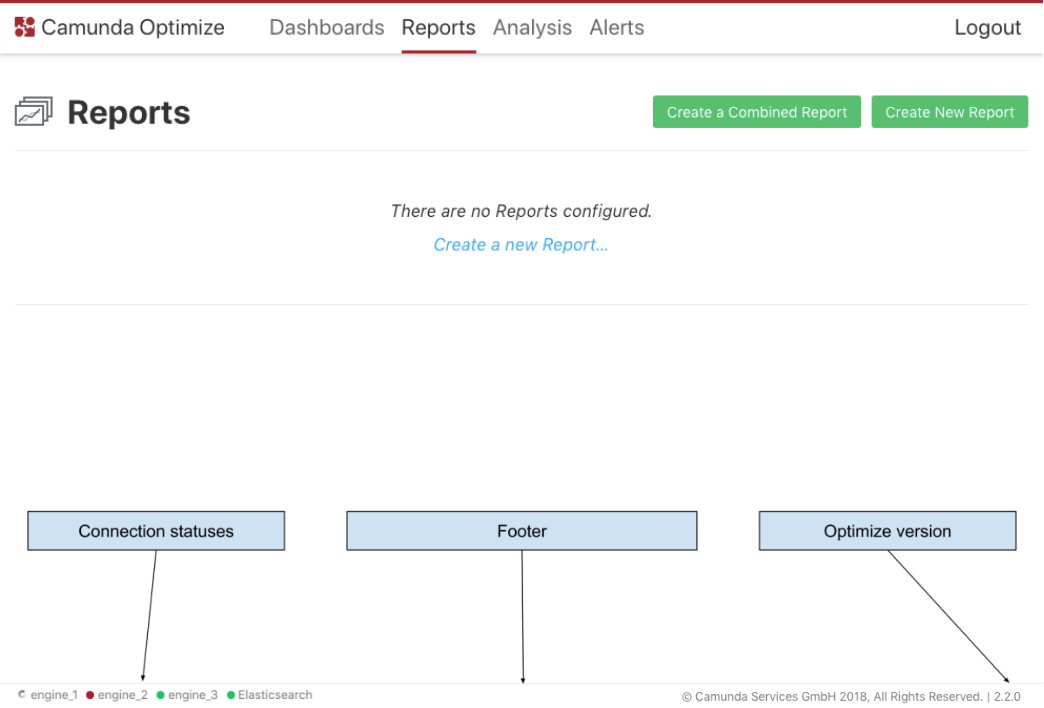 Camunda Optimize Dashboards Reports Analysis Alerts Logout
Reports Create a Combined Report Create New Report
There are no Reports configured.
Create a new Report...
Connection statuses Footer Optimize version
engine_1 engine_2 engine_3 Elasticsearch © Camunda Services GmbH 2018, All Rights Reserved. | 2.2.0